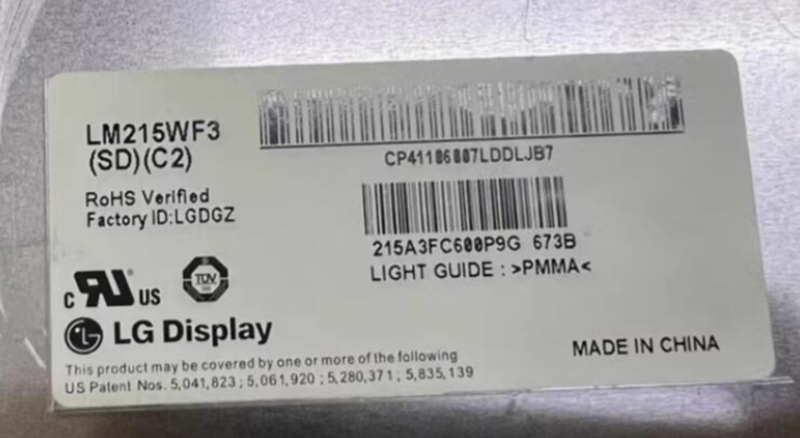 LM215WF3
(SD)(C2)
RoHS Verified
Factory ID:LGDGZ
215A3FC600P9G 673B
LIGHT GUIDE : >PMMA<
c RU US
TUV
LG Display
This product may be covered by one or more of the following
US Patent Nos. 5,041,823 ; 5,061,920 ; 5,280,371 ; 5,835,139
MADE IN CHINA